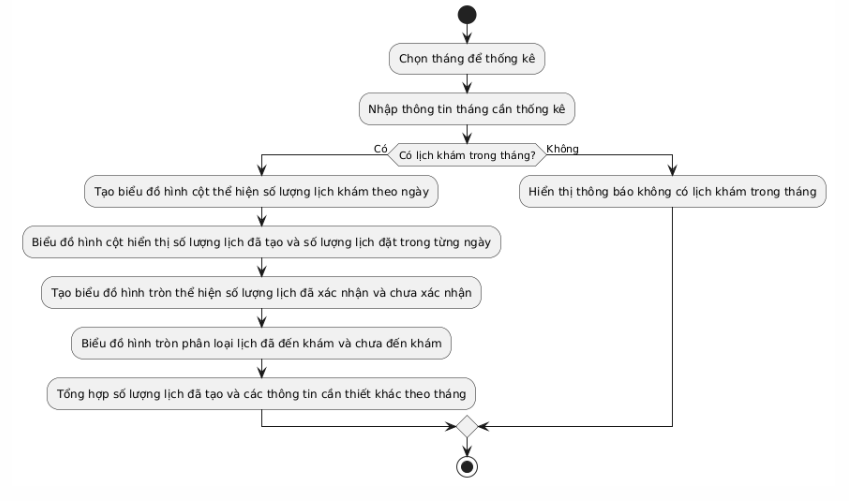 Chọn tháng để thống kê
Nhập thông tin tháng cần thống kê
Có
Có lịch khám trong tháng?
Không
Tạo biểu đồ hình cột thể hiện số lượng lịch khám theo ngày
Hiển thị thông báo không có lịch khám trong tháng
Biểu đồ hình cột hiển thị số lượng lịch đã tạo và số lượng lịch đặt trong từng ngày
Tạo biểu đồ hình tròn thể hiện số lượng lịch đã xác nhận và chưa xác nhận
Biểu đồ hình tròn phân loại lịch đã đến khám và chưa đến khám
Tổng hợp số lượng lịch đã tạo và các thông tin cần thiết khác theo tháng